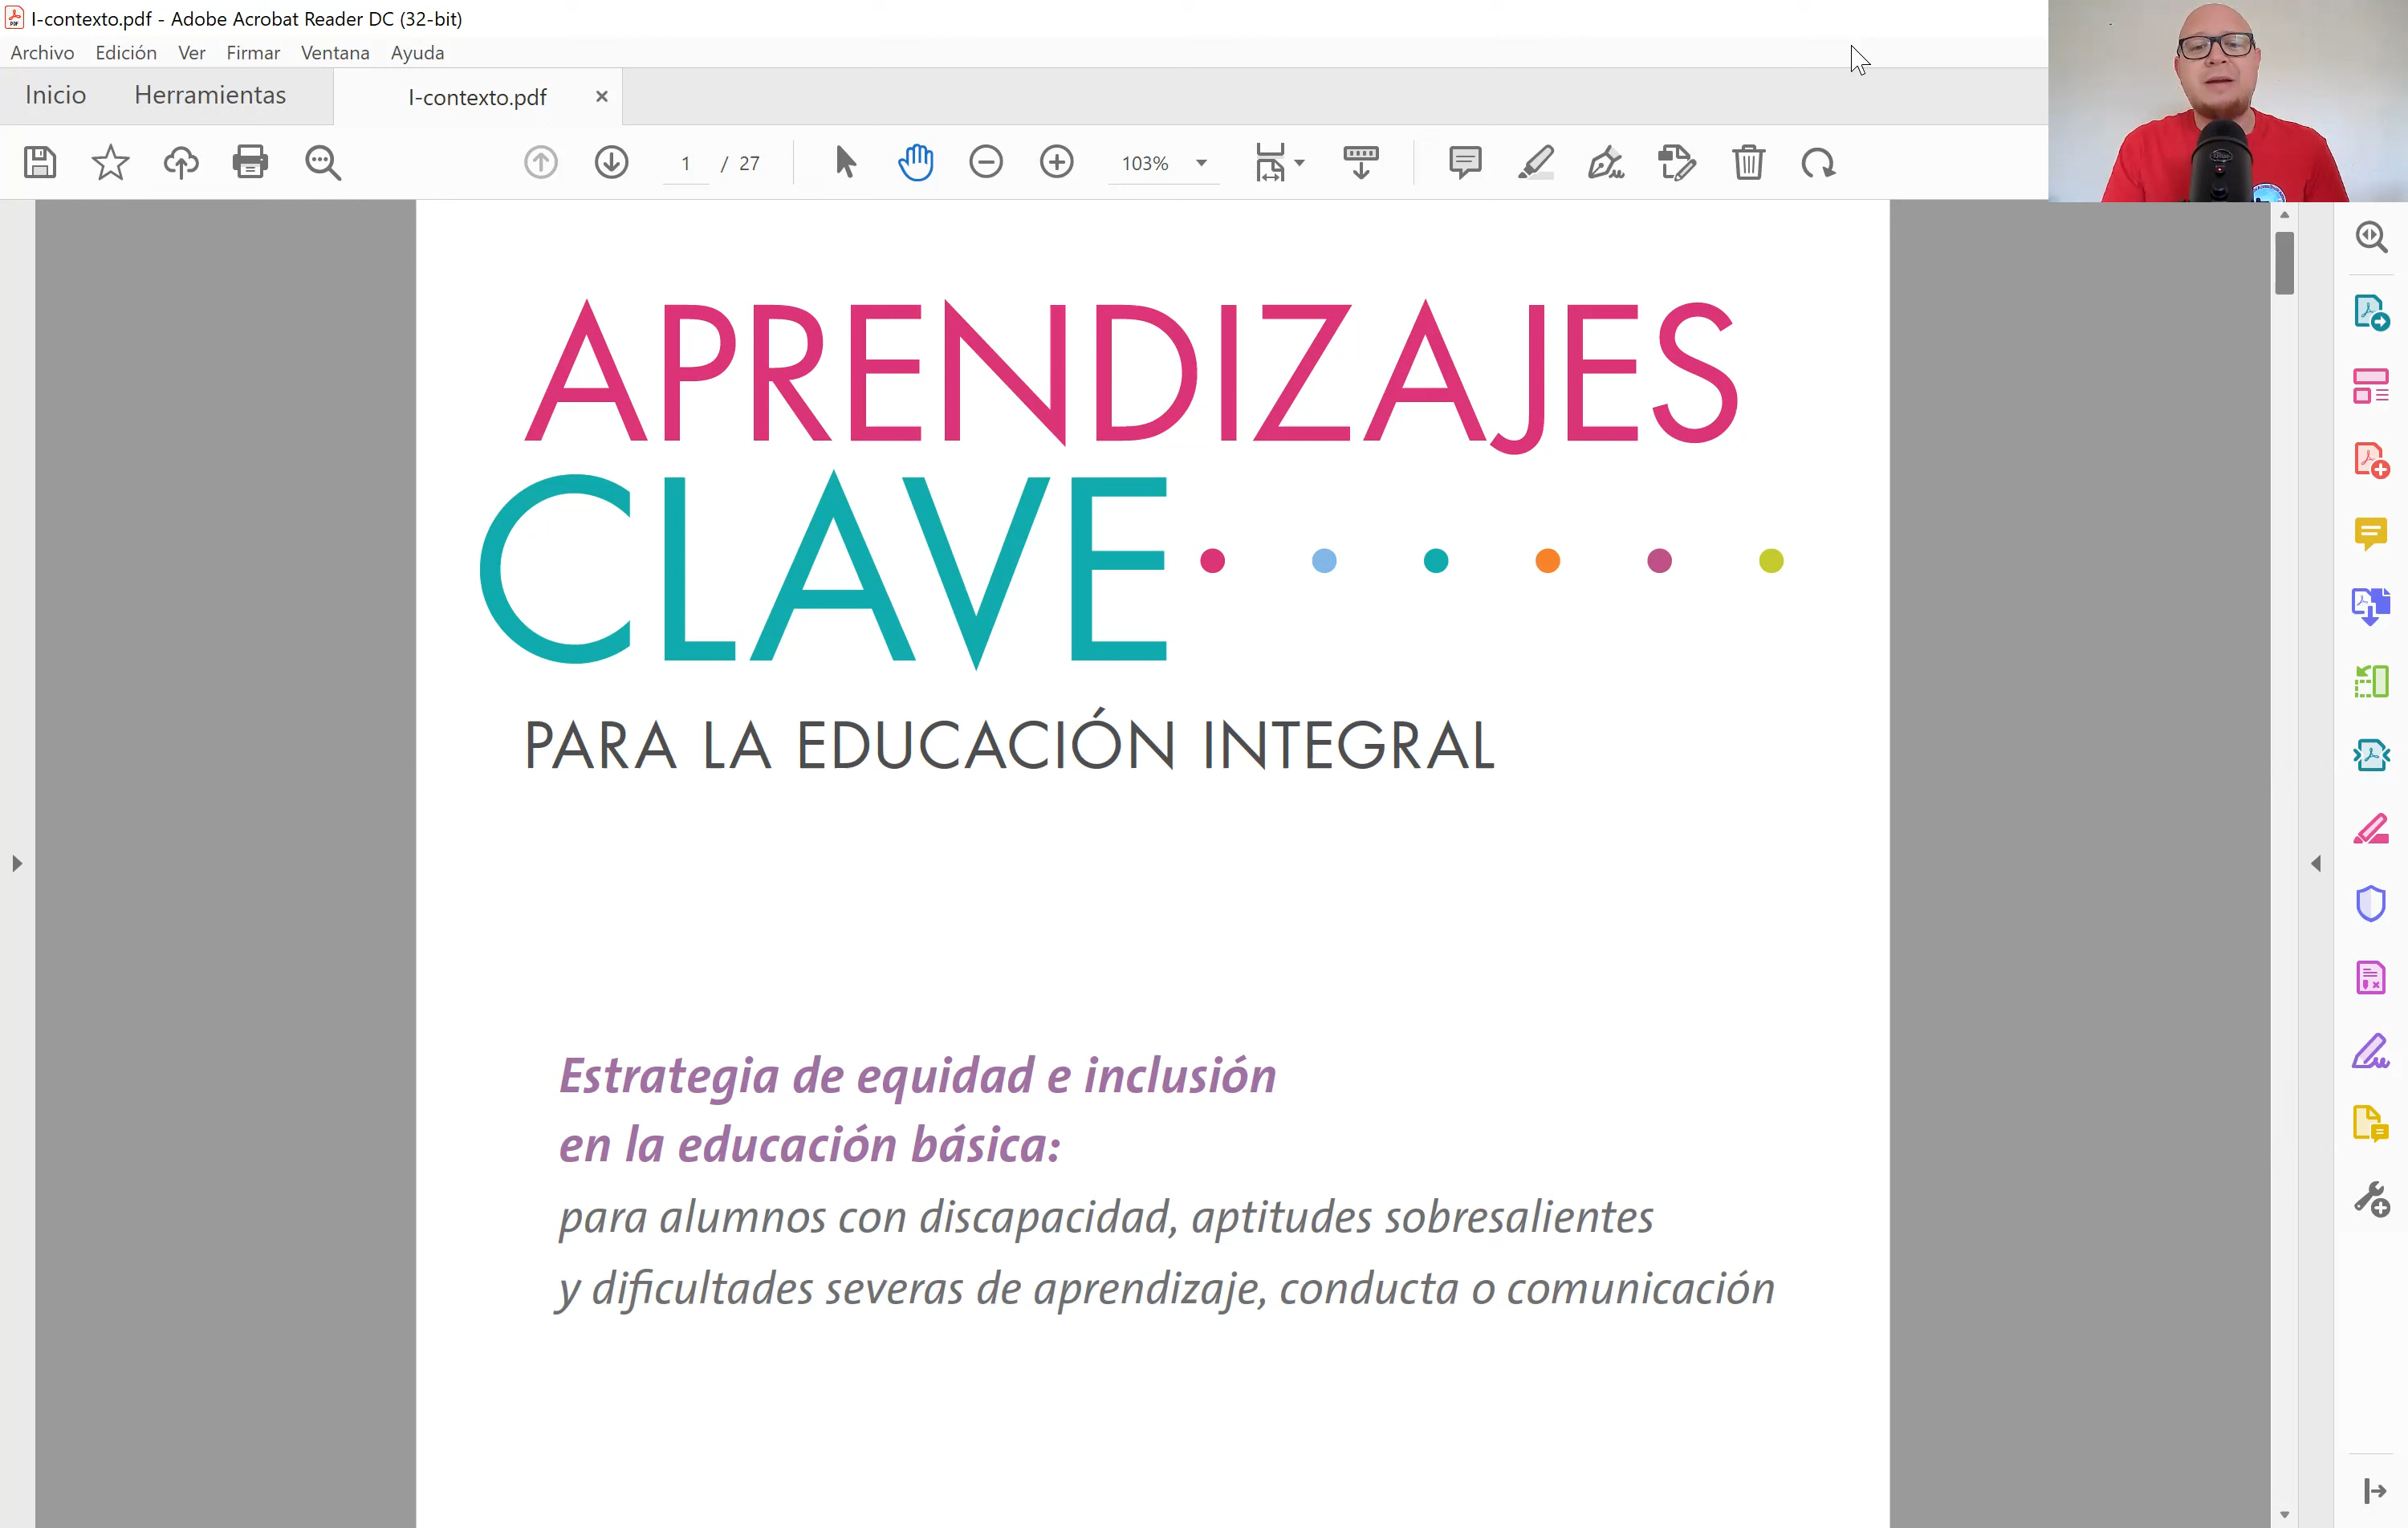 I-contexto.pdf - Adobe Acrobat Reader DC (32-bit)
Archivo Edición Ver Firmar Ventana Ayuda
Inicio Herramientas I-contexto.pdf ×
1 / 27 103%
APRENDIZAJES
CLAVE
PARA LA EDUCACIÓN INTEGRAL
Estrategia de equidad e inclusión
en la educación básica:
para alumnos con discapacidad, aptitudes sobresalientes
y dificultades severas de aprendizaje, conducta o comunicación